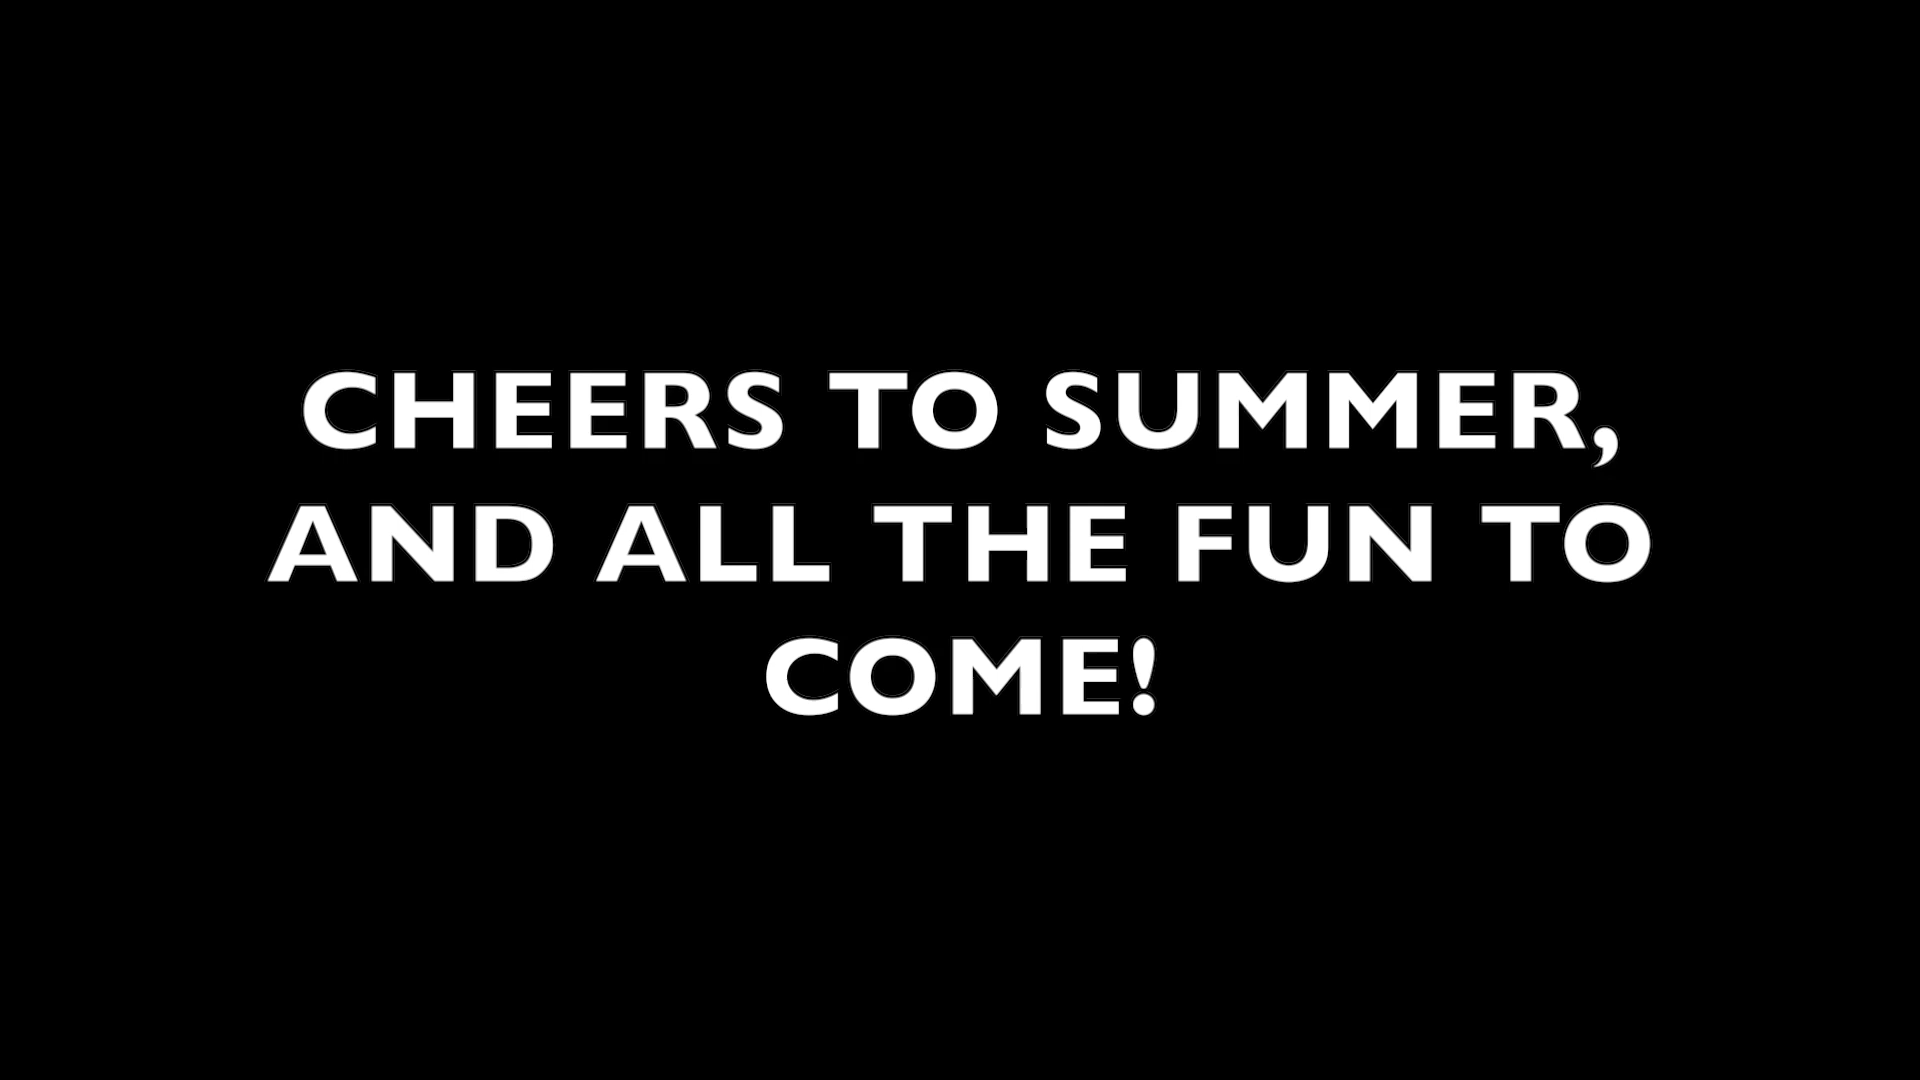 CHEERS TO SUMMER,
AND ALL THE FUN TO
COME!